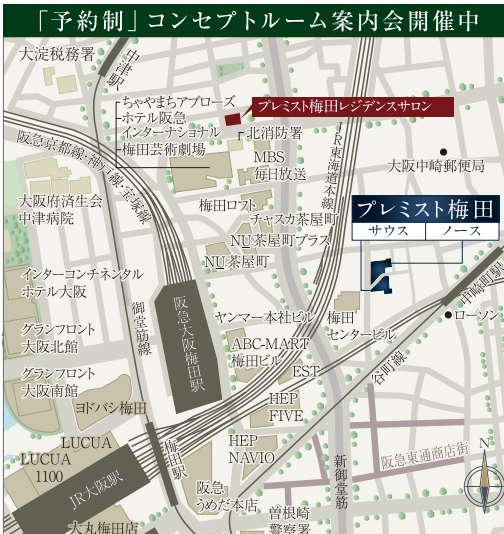 「予約制」コンセプトルーム案内会開催中
大淀税務署
中津駅
ちゃやまちアプローズ
ホテル阪急
インターナショナル
梅田芸術劇場
プレミスト梅田レジデンスサロン
北消防署
MBS
毎日放送
JR東海道本線
大阪中崎郵便局
阪急京都線・神戸線・宝塚線
大阪府済生会
中津病院
梅田ロフト
チャスカ茶屋町
NU茶屋町プラス
NU茶屋町
プレミスト梅田
サウス
ノース
インターコンチネンタル
ホテル大阪
御堂筋線
阪急大阪梅田駅
中崎町駅
ローソン
グランフロント
大阪北館
ヤンマー本社ビル
梅田
センタービル
ABC-MART
梅田ビル
EST
谷町線
グランフロント
大阪南館
ヨドバシ梅田
HEP
FIVE
LUCUA
LUCUA
1100
梅田駅
HEP
NAVIO
新御堂筋
阪急東通商店街
N
JR大阪駅
阪急
うめだ本店
大丸梅田店
曽根崎
警察署